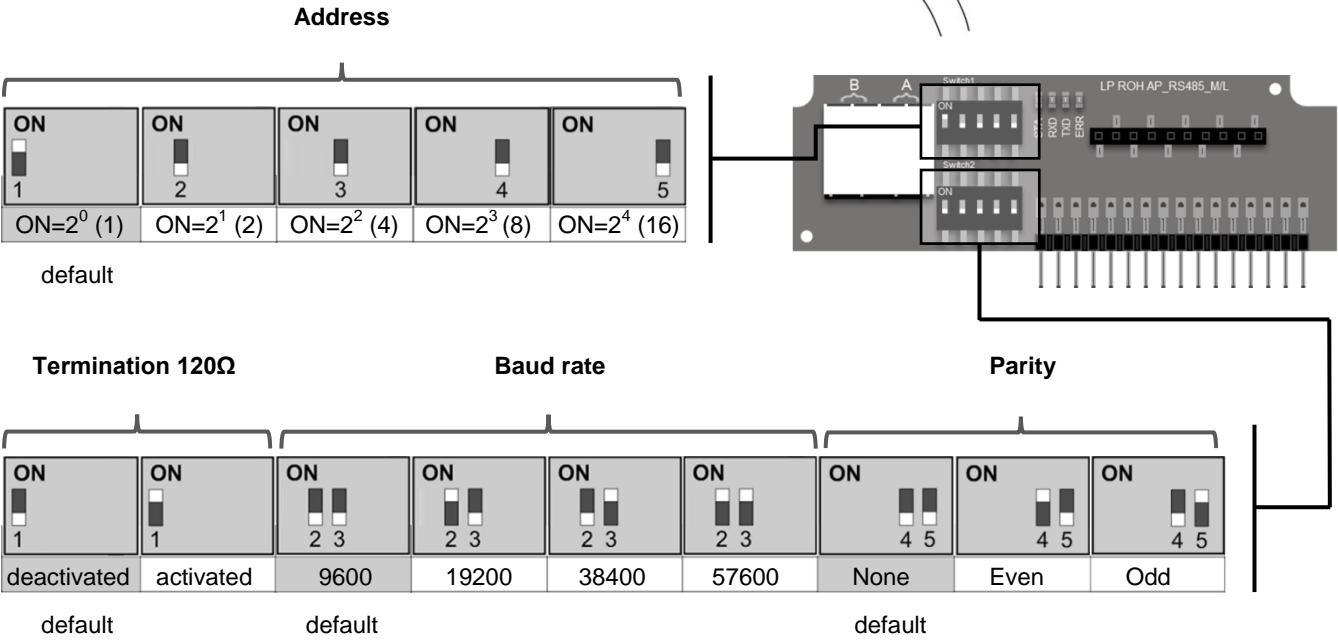 Address
B A
Switch1
LP ROH AP_RS485_M/L
ON ON ON ON ON
ON
STA
RXD
TXD
ERR
1 2 3 4 5
ON=2⁰ (1) ON=2¹ (2) ON=2² (4) ON=2³ (8) ON=2⁴ (16)
default
Switch2
ON
Termination 120Ω Baud rate Parity
ON ON ON ON ON ON ON ON ON
1 1 2 3 2 3 2 3 2 3 4 5 4 5 4 5
deactivated activated 9600 19200 38400 57600 None Even Odd
default default default